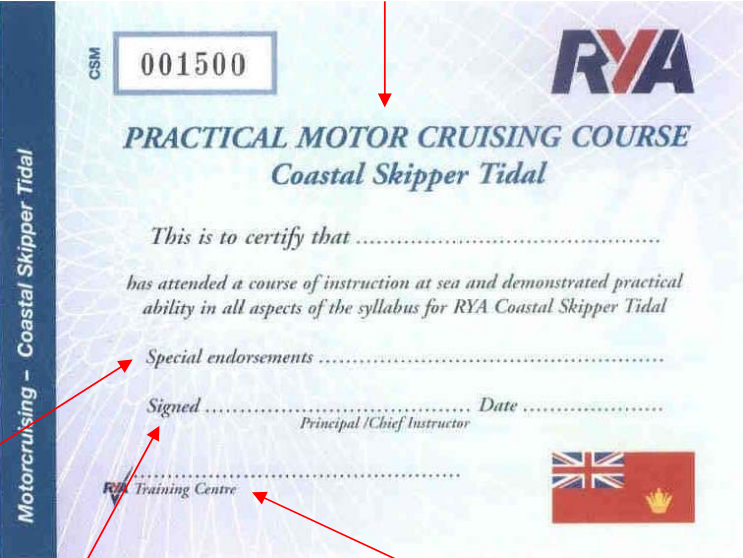 CSM
001500
RYA
PRACTICAL MOTOR CRUISING COURSE
Coastal Skipper Tidal
Motorcruising – Coastal Skipper Tidal
This is to certify that ..............................................
has attended a course of instruction at sea and demonstrated practical
ability in all aspects of the syllabus for RYA Coastal Skipper Tidal
Special endorsements ....................................................
Signed ........................................ Date .....................
Principal /Chief Instructor
..................................................
RYA Training Centre